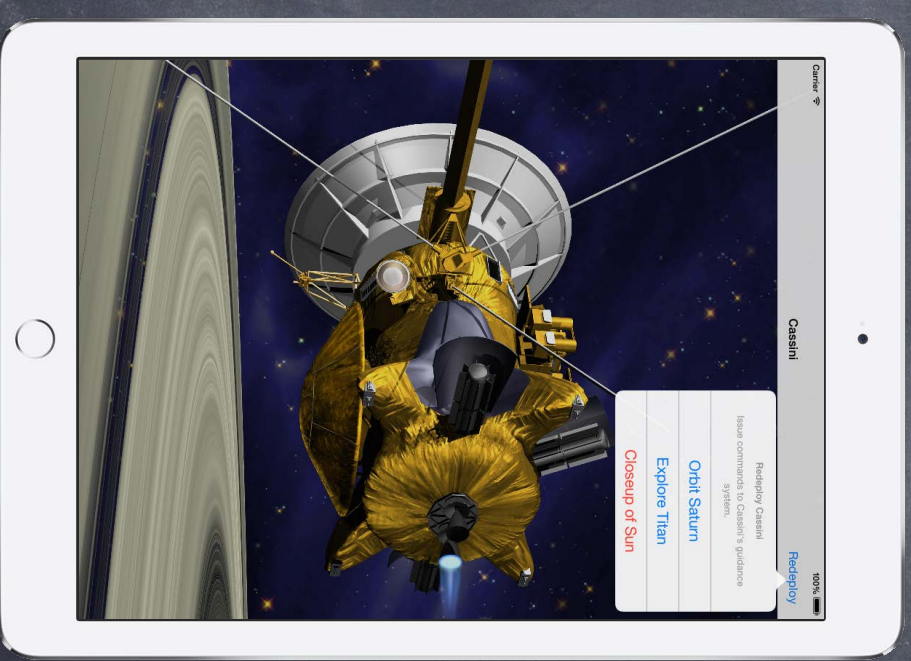 Carrier 100%
Cassini Redeploy
Redeploy Cassini
Issue commands to Cassini's guidance
system.
Orbit Saturn
Explore Titan
Closeup of Sun